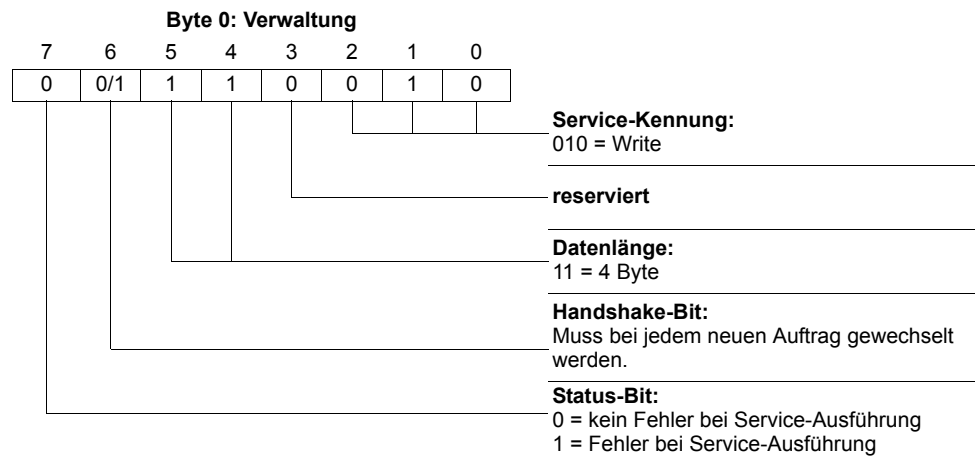 Byte 0: Verwaltung
7 6 5 4 3 2 1 0
0 0/1 1 1 0 0 1 0
Service-Kennung:
010 = Write
reserviert
Datenlänge:
11 = 4 Byte
Handshake-Bit:
Muss bei jedem neuen Auftrag gewechselt
werden.
Status-Bit:
0 = kein Fehler bei Service-Ausführung
1 = Fehler bei Service-Ausführung